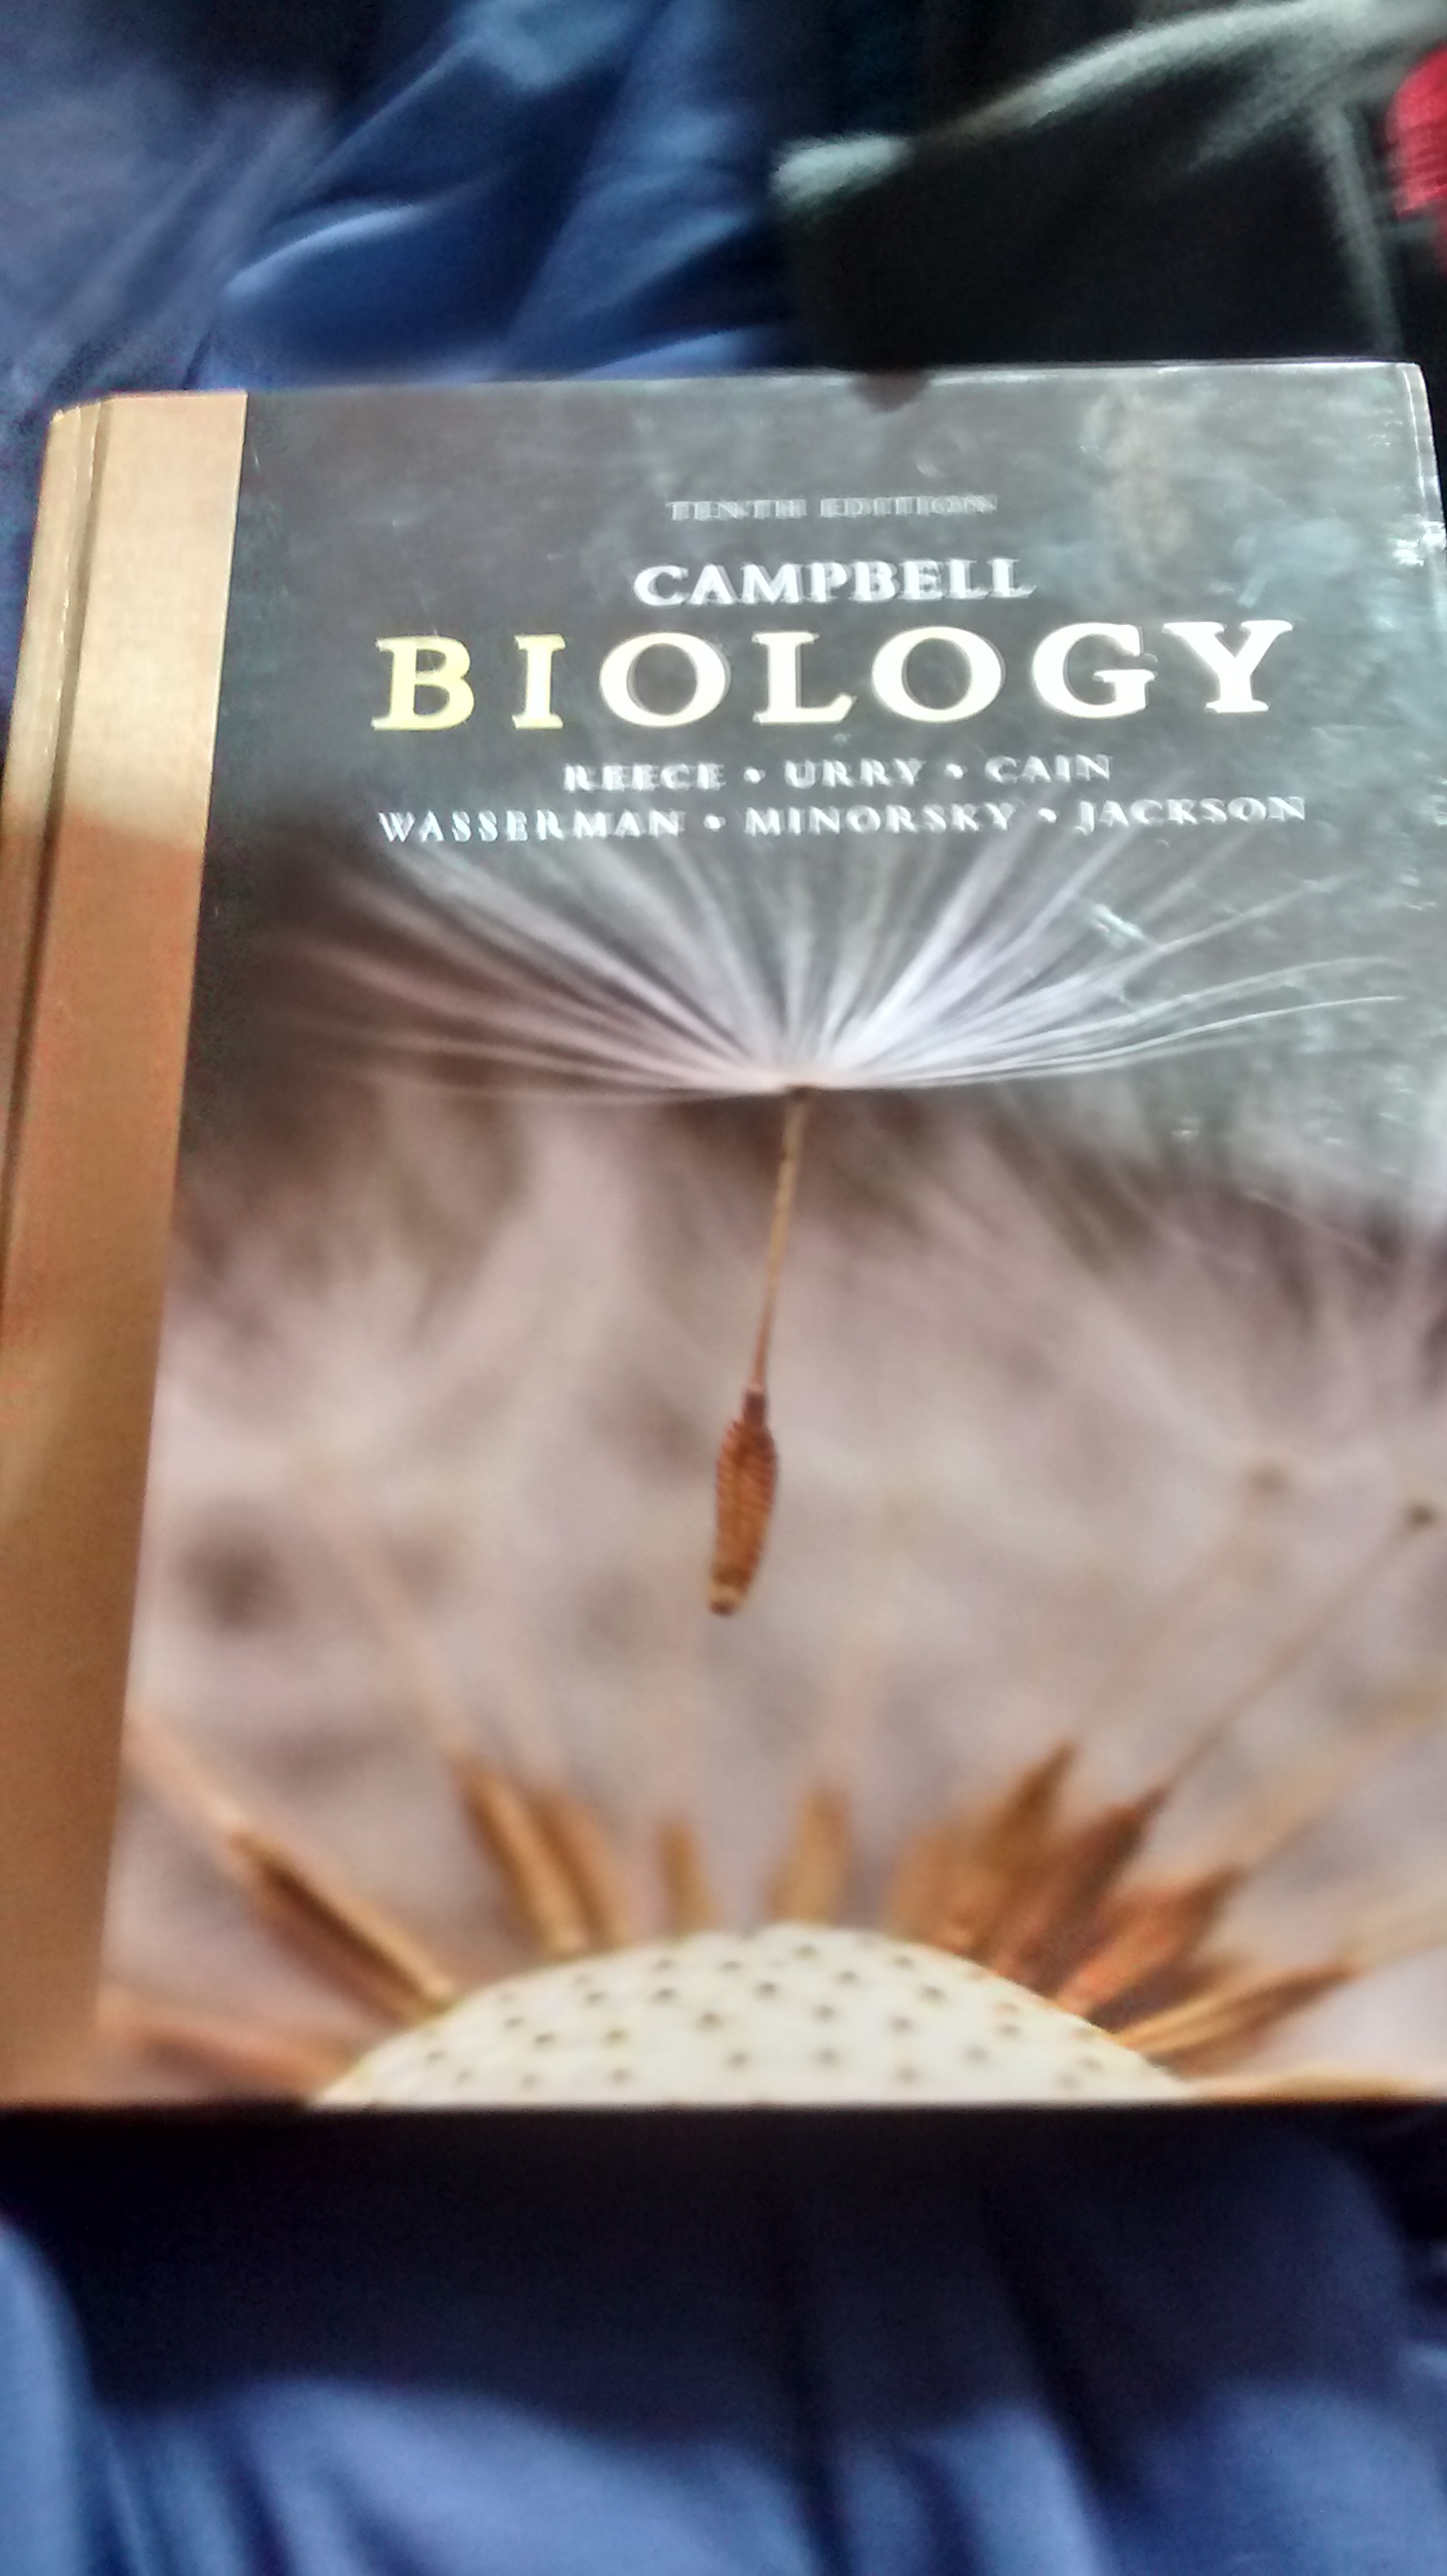 TENTH EDITION
CAMPBELL
BIOLOGY
REECE • URRY • CAIN
WASSERMAN • MINORSKY • JACKSON